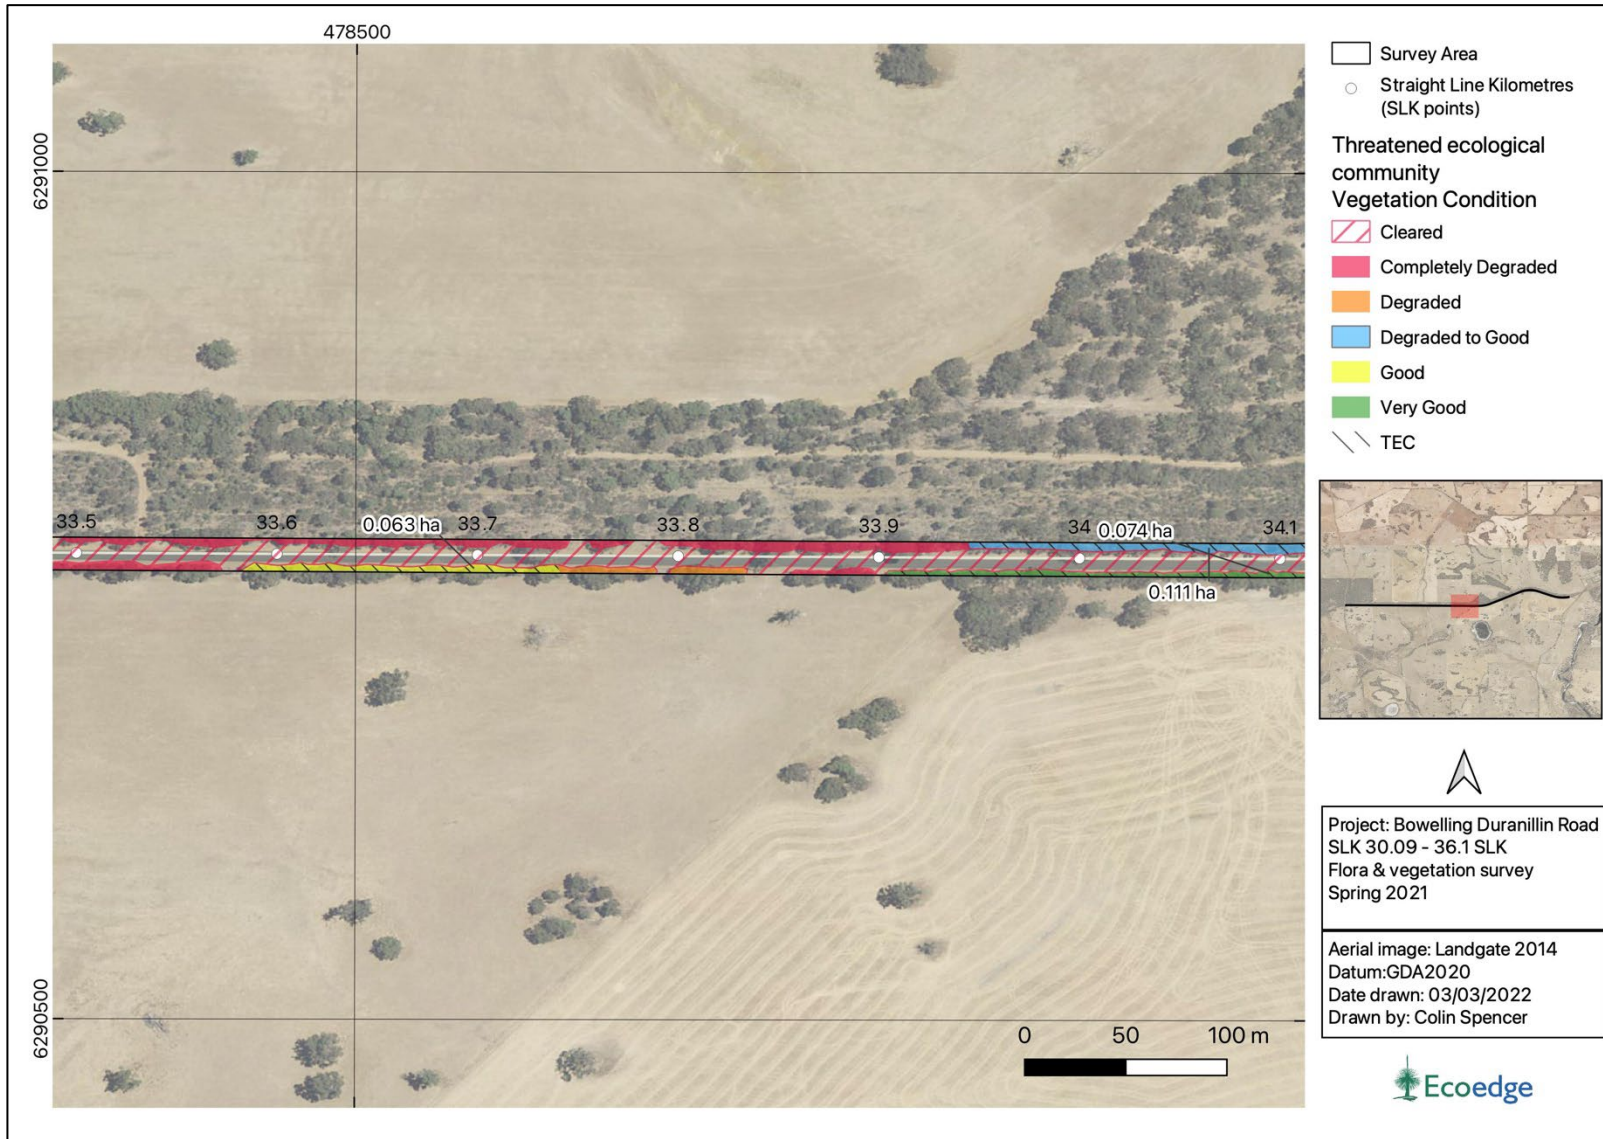 478500
6291000
6290500
33.5
33.6
0.063 ha
33.7
33.8
33.9
34
0.074 ha
34.1
0.111 ha
0 50 100 m
Survey Area
Straight Line Kilometres
(SLK points)
Threatened ecological
community
Vegetation Condition
Cleared
Completely Degraded
Degraded
Degraded to Good
Good
Very Good
TEC
Project: Bowelling Duranillin Road
SLK 30.09 - 36.1 SLK
Flora & vegetation survey
Spring 2021
Aerial image: Landgate 2014
Datum:GDA2020
Date drawn: 03/03/2022
Drawn by: Colin Spencer
Ecoedge